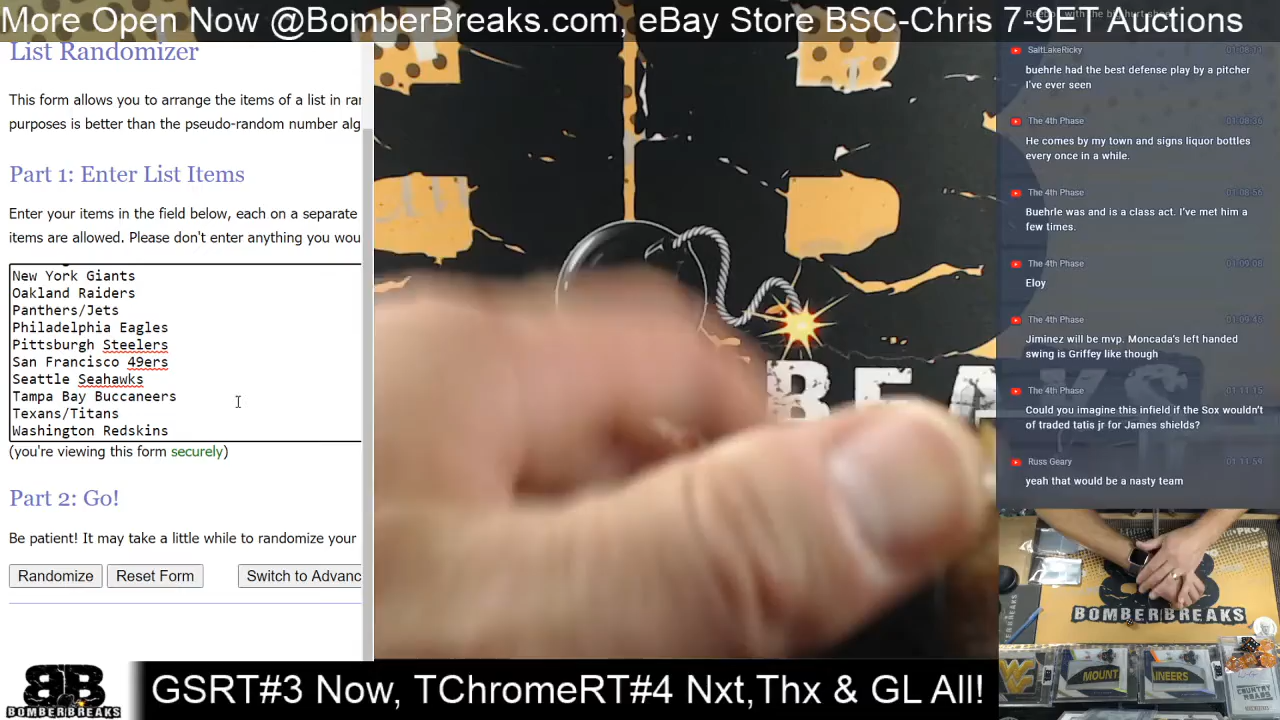 More Open Now @BomberBreaks.com, eBay Store BSC-Chris 7-9ET Auctions
List Randomizer
This form allows you to arrange the items of a list in
purposes is better than the pseudo-random number
Part 1: Enter List Items
Enter your items in the field below, each on a separate
items are allowed. Please don't enter anything you
New York Giants
Oakland Raiders
Panthers/Jets
Philadelphia Eagles
Pittsburgh Steelers
San Francisco 49ers
Seattle Seahawks
Tampa Bay Buccaneers
Texans/Titans
Washington Redskins
(you're viewing this form securely)
Part 2: Go!
Be patient! It may take a little while to randomize your
Randomize
Reset Form
Switch to Advanc
SaltLakeRicky
buehrle had the best defense play by a pitcher
I've ever seen
The 4th Phase
He comes by my town and signs liquor bottles
every once in a while.
The 4th Phase
Buehrle was and is a class act. I've met him a
few times.
The 4th Phase
Eloy
The 4th Phase
Jiminez will be mvp. Moncada's left handed
swing is Griffey like though
The 4th Phase
01:11:15
Could you imagine this infield if the Sox wouldn't
of traded tatis jr for James shields?
Russ Geary
01:11:59
yeah that would be a nasty team
BOMBERBREAKS
MOUNT
AINEERS
COUNTRY
ROADS
BOMBERBREAKS
GSRT#3 Now, TChromeRT#4 Nxt,Thx & GL All!